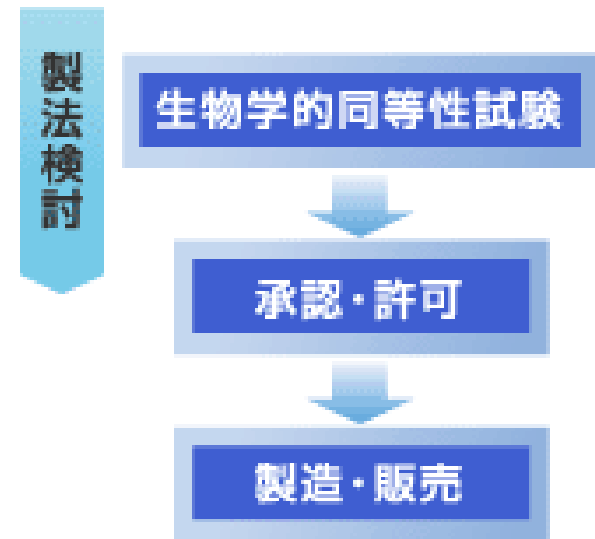 製法検討
生物学的同等性試験
承認・許可
製造・販売